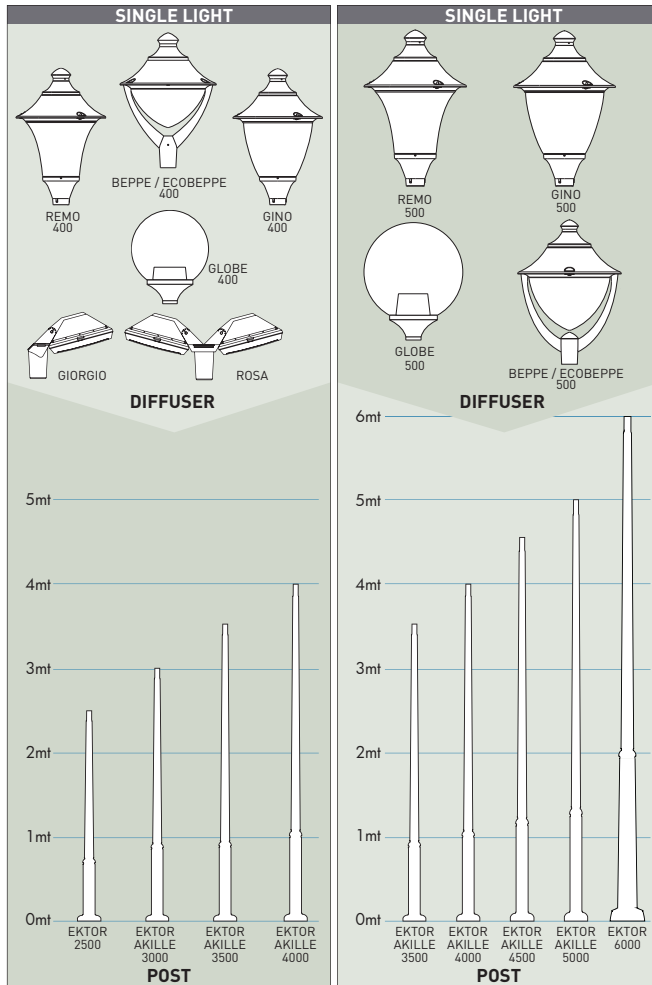 SINGLE LIGHT
BEPPE / ECOBEPPE
400
REMO
400
GINO
400
GLOBE
400
GIORGIO
ROSA
DIFFUSER
5mt
4mt
3mt
2mt
1mt
0mt
EKTOR
2500
EKTOR
AKILLE
3000
EKTOR
AKILLE
3500
EKTOR
AKILLE
4000
POST
SINGLE LIGHT
REMO
500
GINO
500
GLOBE
500
BEPPE / ECOBEPPE
500
DIFFUSER
6mt
5mt
4mt
3mt
2mt
1mt
0mt
EKTOR
AKILLE
3500
EKTOR
AKILLE
4000
EKTOR
AKILLE
4500
EKTOR
AKILLE
5000
EKTOR
6000
POST